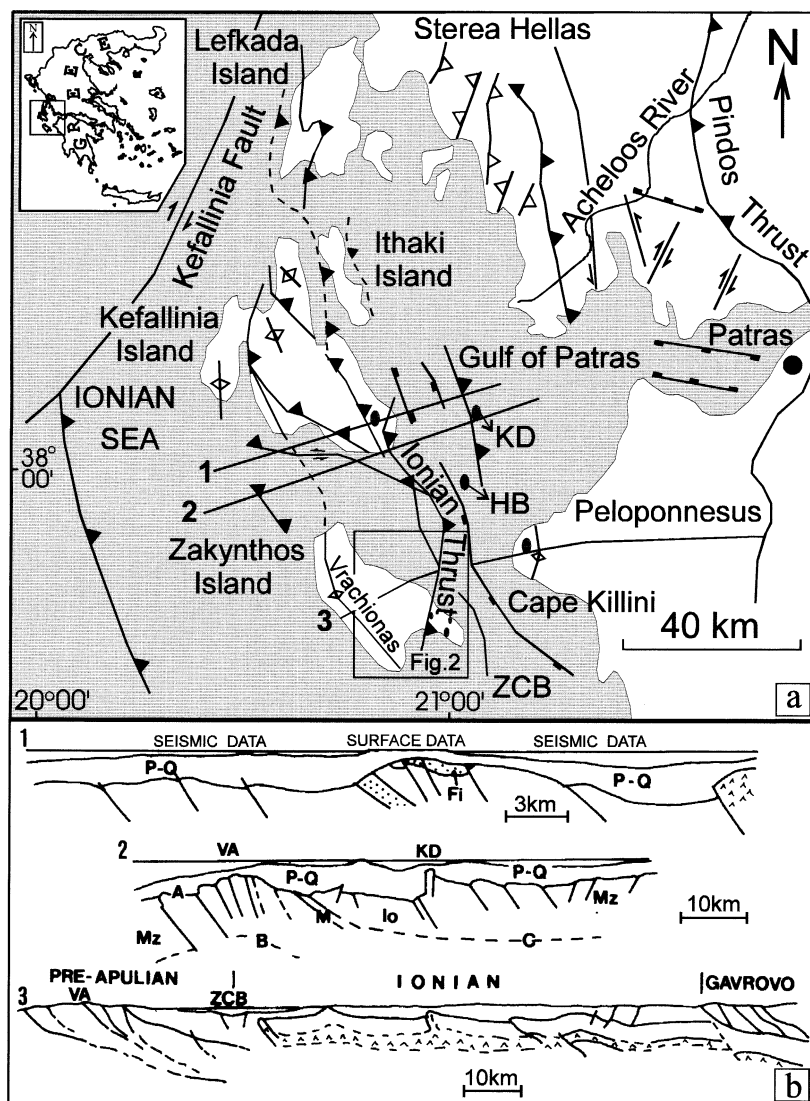 N
GREECE
Lefkada
Island
Sterea Hellas
N
Kefallinia Fault
Acheloos River
Pindos
Thrust
Ithaki
Island
Kefallinia
Island
Patras
Gulf of Patras
IONIAN
SEA
KD
38°
00'
1
Ionian
Thrust
HB
2
Peloponnesus
Zakynthos
Island
Vrachionas
Cape Killini
3
40 km
Fig.2
ZCB
20°00'
21°00'
a
1
SEISMIC DATA
SURFACE DATA
SEISMIC DATA
P-Q
P-Q
Fi
3km
2
VA
KD
P-Q
P-Q
A
Mz
M
Io
10km
Mz
B
C
PRE-APULIAN
IONIAN
GAVROVO
VA
ZCB
3
10km
b